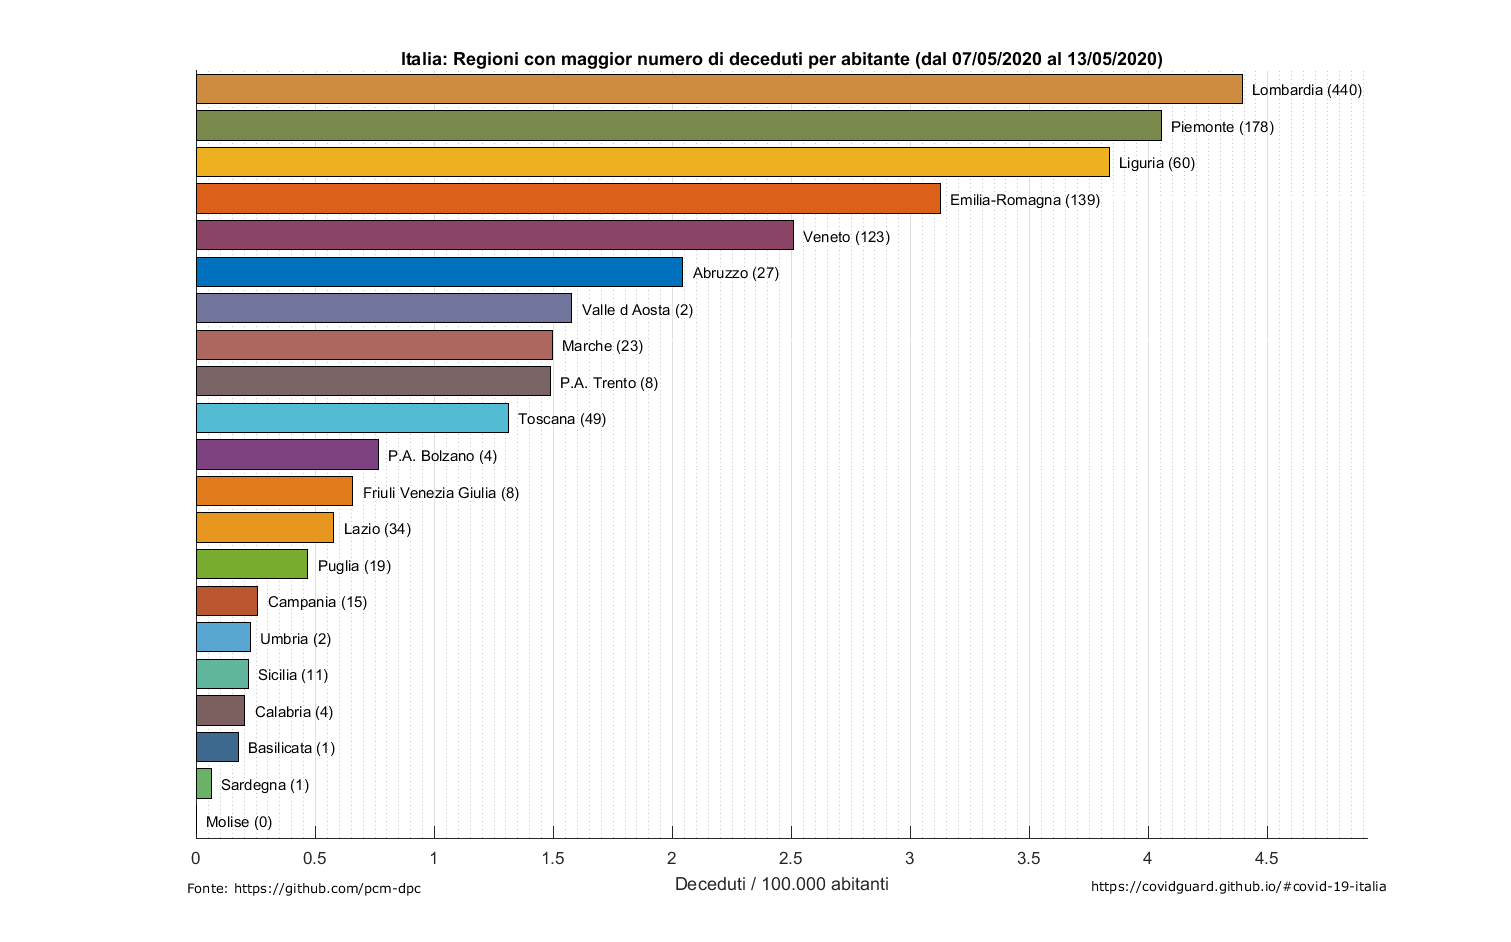 Italia: Regioni con maggior numero di deceduti per abitante (dal 07/05/2020 al 13/05/2020)
Lombardia (440)
Piemonte (178)
Liguria (60)
Emilia-Romagna (139)
Veneto (123)
Abruzzo (27)
Valle d Aosta (2)
Marche (23)
P.A. Trento (8)
Toscana (49)
P.A. Bolzano (4)
Friuli Venezia Giulia (8)
Lazio (34)
Puglia (19)
Campania (15)
Umbria (2)
Sicilia (11)
Calabria (4)
Basilicata (1)
Sardegna (1)
Molise (0)
0 0.5 1 1.5 2 2.5 3 3.5 4 4.5
Deceduti / 100.000 abitanti
Fonte: https://github.com/pcm-dpc
https://covidguard.github.io/#covid-19-italia